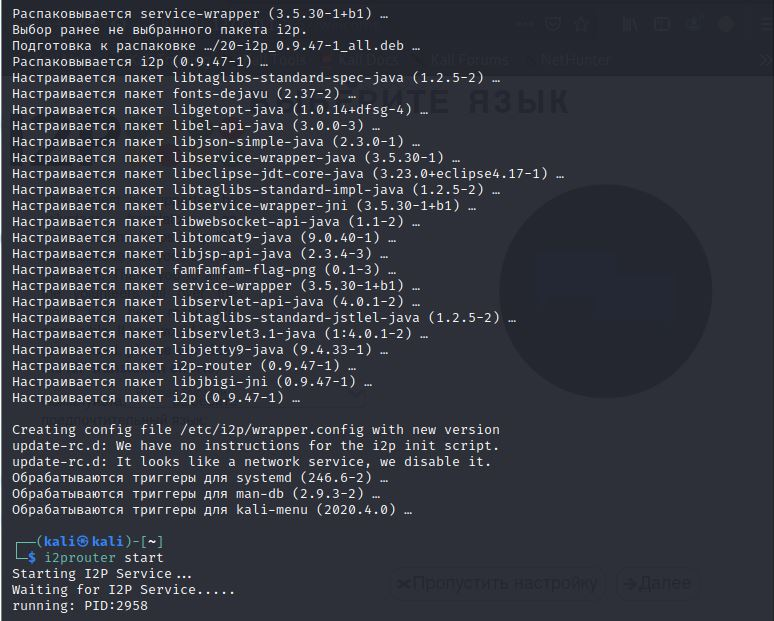 Распаковывается service-wrapper (3.5.30-1+b1) …
Выбор ранее не выбранного пакета i2p.
Подготовка к распаковке …/20-i2p_0.9.47-1_all.deb …
Распаковывается i2p (0.9.47-1) …
Настраивается пакет libtaglibs-standard-spec-java (1.2.5-2) …
Настраивается пакет fonts-dejavu (2.37-2) …
Настраивается пакет libgetopt-java (1.0.14+dfsg-4) …
Настраивается пакет libel-api-java (3.0.0-3) …
Настраивается пакет libjson-simple-java (2.3.0-1) …
Настраивается пакет libservice-wrapper-java (3.5.30-1) …
Настраивается пакет libeclipse-jdt-core-java (3.23.0+eclipse4.17-1) …
Настраивается пакет libtaglibs-standard-impl-java (1.2.5-2) …
Настраивается пакет libservice-wrapper-jni (3.5.30-1+b1) …
Настраивается пакет libwebsocket-api-java (1.1-2) …
Настраивается пакет libtomcat9-java (9.0.40-1) …
Настраивается пакет libjsp-api-java (2.3.4-3) …
Настраивается пакет famfamfam-flag-png (0.1-3) …
Настраивается пакет service-wrapper (3.5.30-1+b1) …
Настраивается пакет libservlet-api-java (4.0.1-2) …
Настраивается пакет libtaglibs-standard-jstlel-java (1.2.5-2) …
Настраивается пакет libservlet3.1-java (1:4.0.1-2) …
Настраивается пакет libjetty9-java (9.4.33-1) …
Настраивается пакет i2p-router (0.9.47-1) …
Настраивается пакет libjbigi-jni (0.9.47-1) …
Настраивается пакет i2p (0.9.47-1) …
Creating config file /etc/i2p/wrapper.config with new version
update-rc.d: We have no instructions for the i2p init script.
update-rc.d: It looks like a network service, we disable it.
Обрабатываются триггеры для systemd (246.6-2) …
Обрабатываются триггеры для man-db (2.9.3-2) …
Обрабатываются триггеры для kali-menu (2020.4.0) …
┌──(kali㉿kali)-[~]
└─$ i2prouter start
Starting I2P Service...
Waiting for I2P Service.....
running: PID:2958
Kali Docs Kali Forums NetHunter
ЯЗЫК
Пропустить настройку Далее